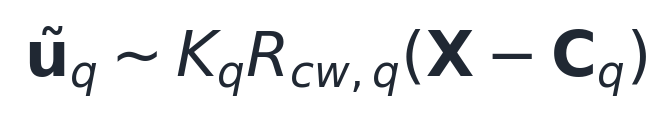 ũ_q ~ K_q R_{cw,q}(X − C_q)